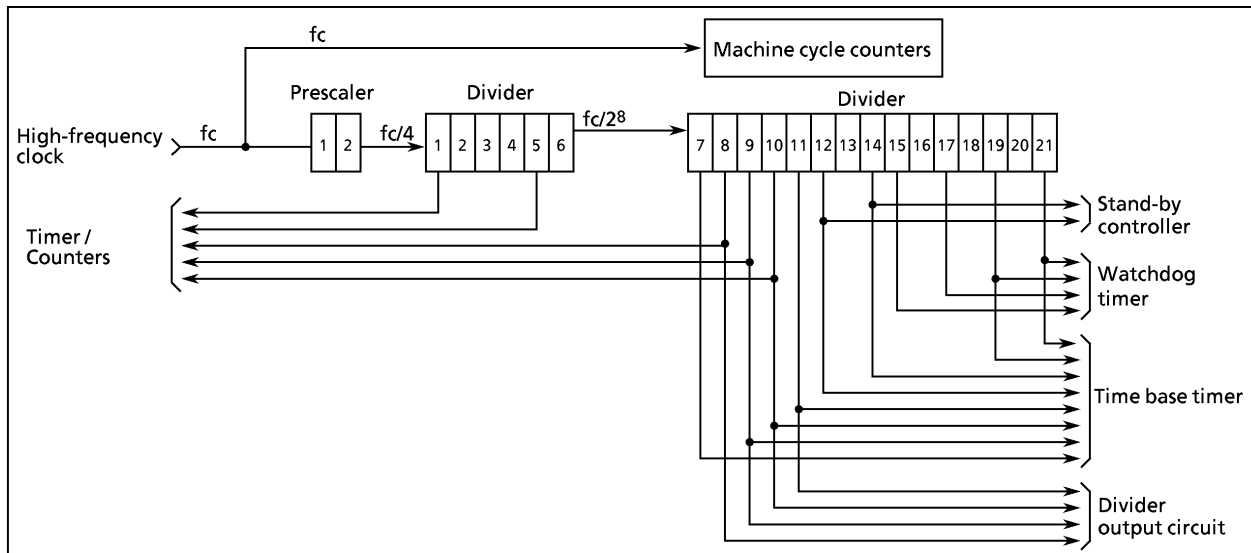 fc
Machine cycle counters
Prescaler
Divider
Divider
High-frequency
clock
fc
1 2
fc/4
1 2 3 4 5 6
fc/2⁸
7 8 9 10 11 12 13 14 15 16 17 18 19 20 21
Timer /
Counters
Stand-by
controller
Watchdog
timer
Time base timer
Divider
output circuit